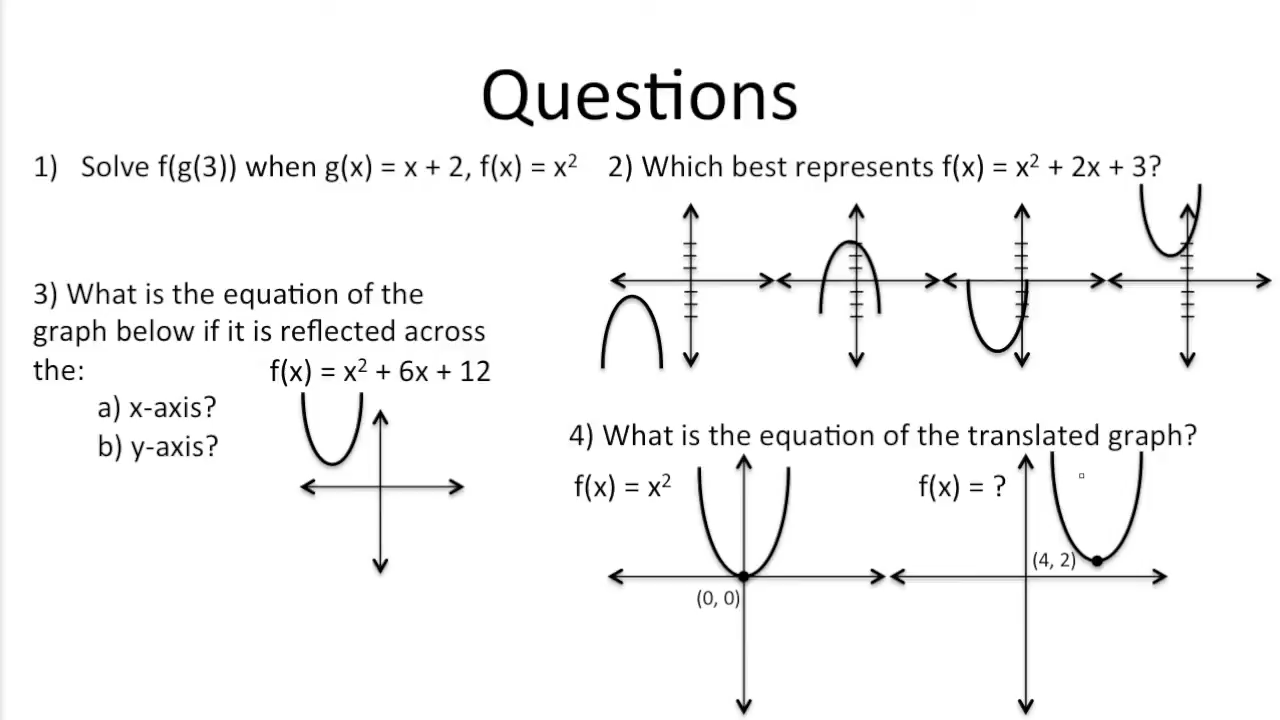 Questions
1) Solve f(g(3)) when g(x) = x + 2, f(x) = x²
2) Which best represents f(x) = x² + 2x + 3?
3) What is the equation of the
graph below if it is reflected across
the:
f(x) = x² + 6x + 12
a) x-axis?
b) y-axis?
4) What is the equation of the translated graph?
f(x) = x²
f(x) = ?
(0, 0)
(4, 2)